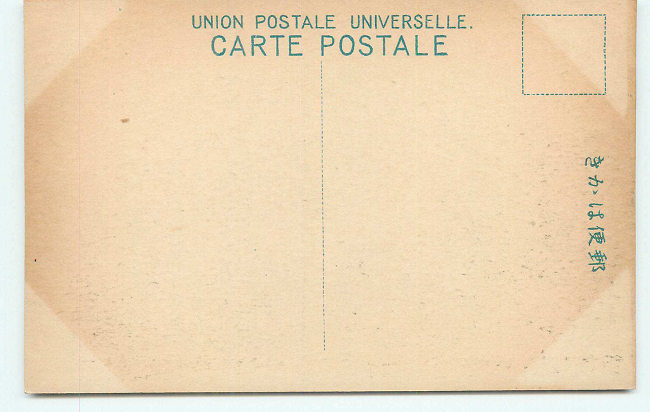 UNION POSTALE UNIVERSELLE.
CARTE POSTALE
郵便はかき